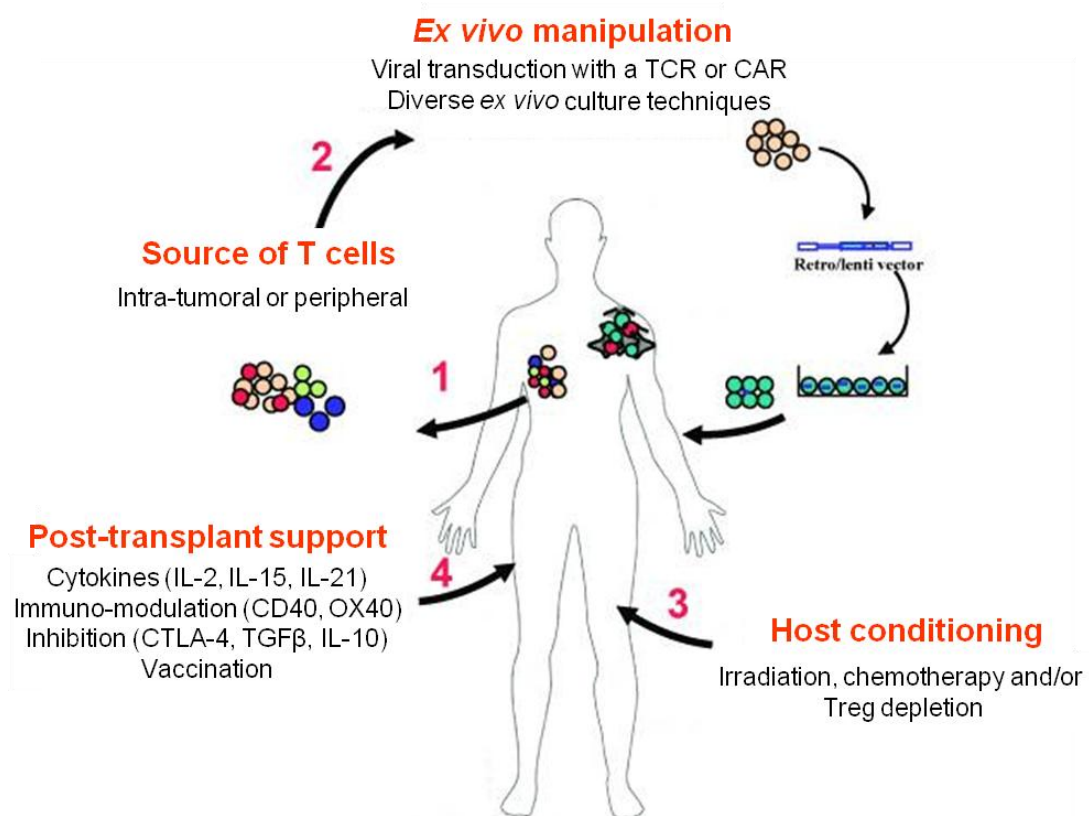 Ex vivo manipulation
Viral transduction with a TCR or CAR
Diverse ex vivo culture techniques
2
Source of T cells
Intra-tumoral or peripheral
Retro/lenti vector
1
Post-transplant support
Cytokines (IL-2, IL-15, IL-21)
Immuno-modulation (CD40, OX40)
Inhibition (CTLA-4, TGFβ, IL-10)
Vaccination
4
3
Host conditioning
Irradiation, chemotherapy and/or
Treg depletion